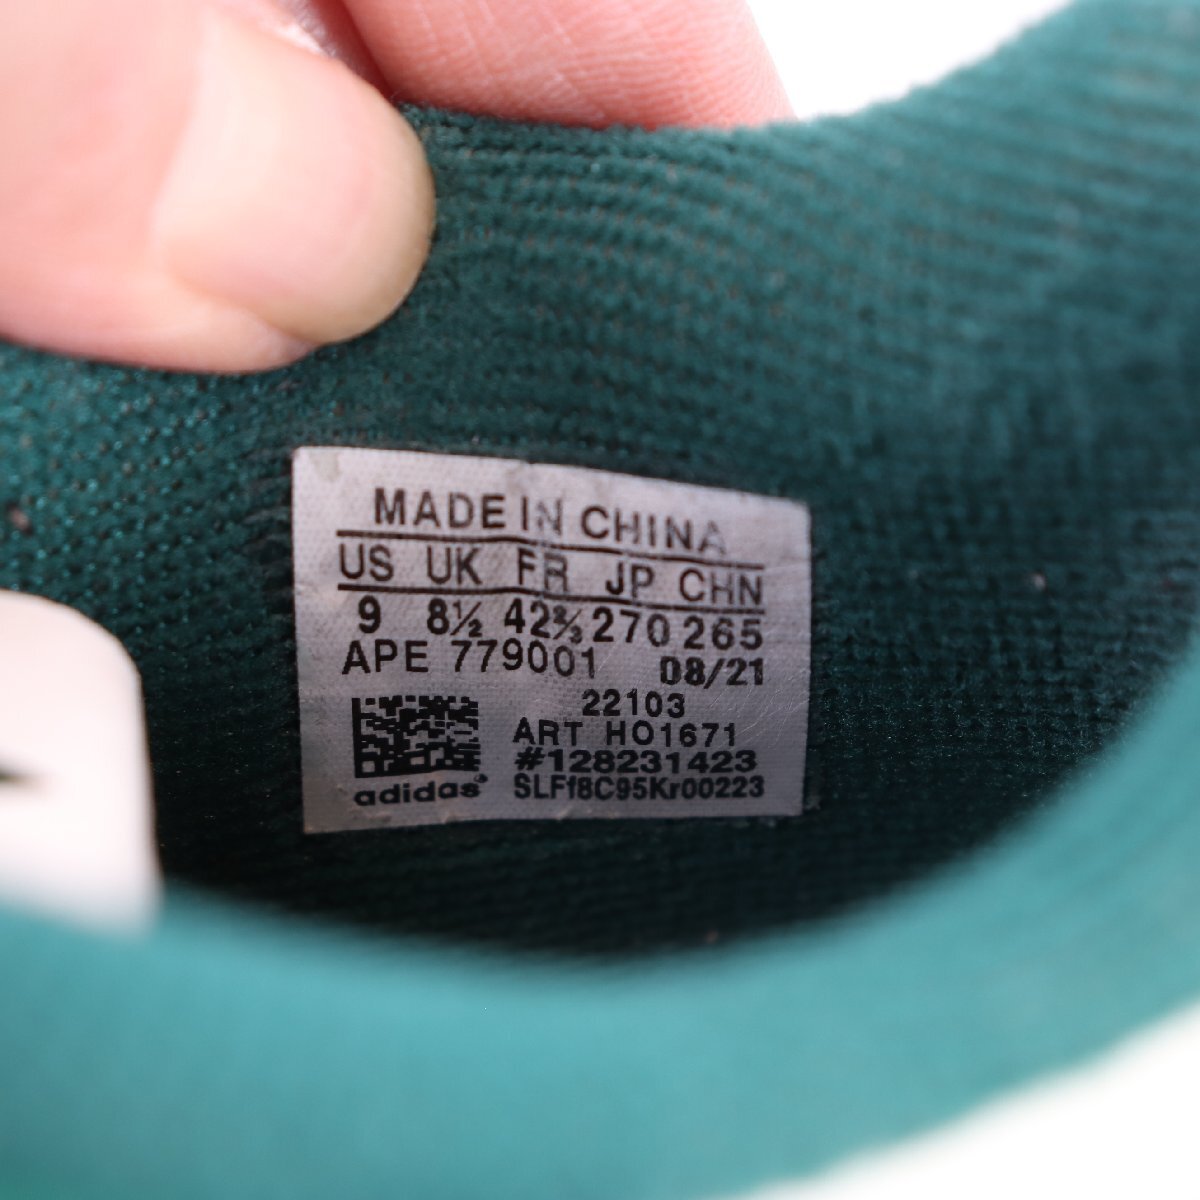 MADE IN CHINA
US UK FR JP CHN
9 8½ 42⅔ 270 265
APE 779001 08/21
22103
ART HO1671
#128231423
adidas SLFf8C95Kr00223